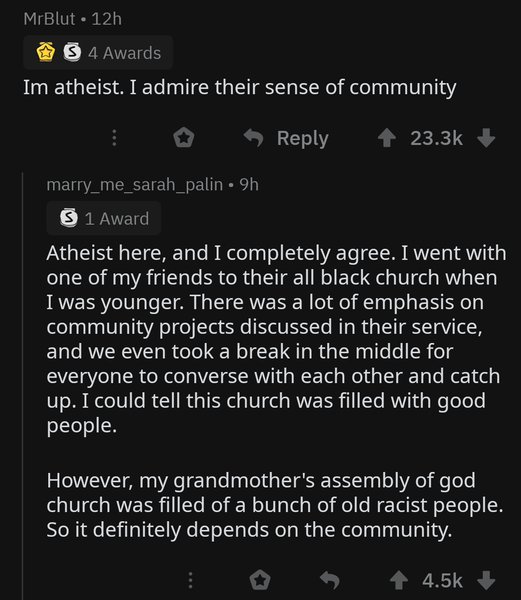 MrBlut • 12h
4 Awards
Im atheist. I admire their sense of community
Reply 23.3k
marry_me_sarah_palin • 9h
1 Award
Atheist here, and I completely agree. I went with
one of my friends to their all black church when
I was younger. There was a lot of emphasis on
community projects discussed in their service,
and we even took a break in the middle for
everyone to converse with each other and catch
up. I could tell this church was filled with good
people.
However, my grandmother's assembly of god
church was filled of a bunch of old racist people.
So it definitely depends on the community.
4.5k